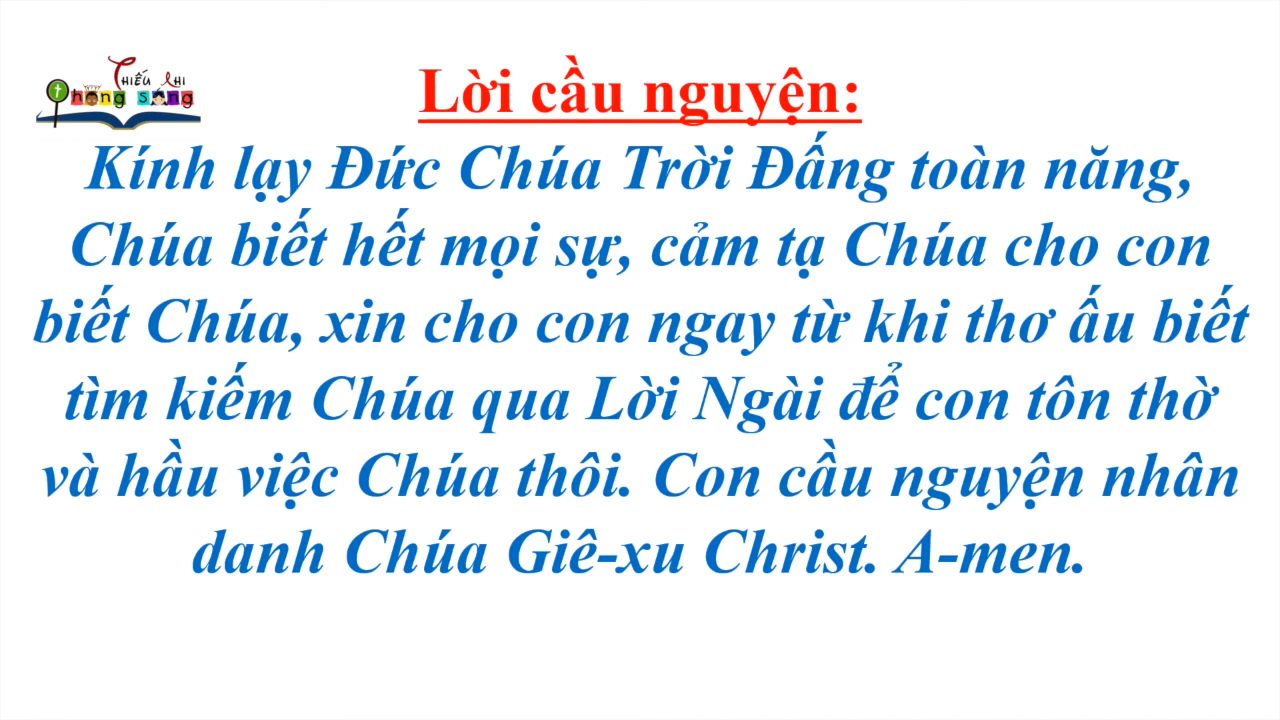 THIẾU NHI
Phông sáng
Lời cầu nguyện:
Kính lạy Đức Chúa Trời Đấng toàn năng,
Chúa biết hết mọi sự, cảm tạ Chúa cho con
biết Chúa, xin cho con ngay từ khi thơ ấu biết
tìm kiếm Chúa qua Lời Ngài để con tôn thờ
và hầu việc Chúa thôi. Con cầu nguyện nhân
danh Chúa Giê-xu Christ. A-men.